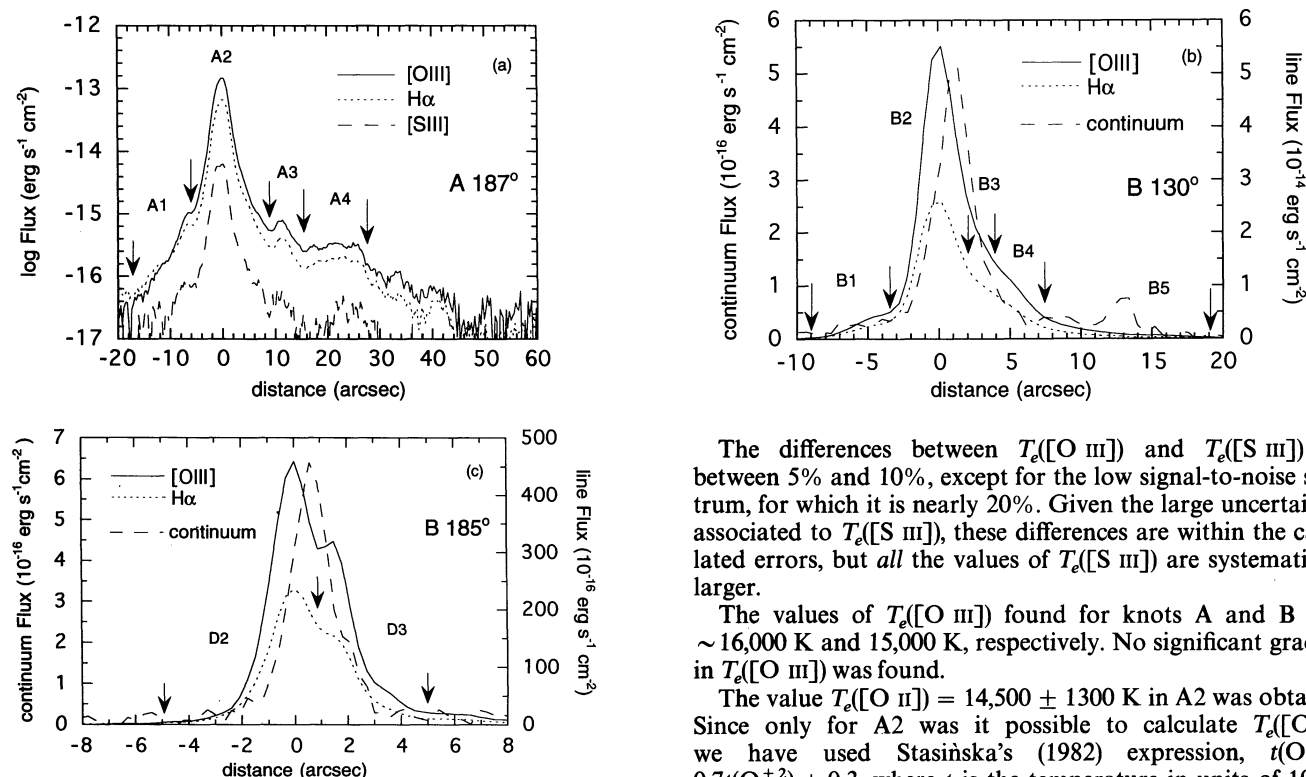 -12
-13
-14
-15
-16
-17
log Flux (erg s-1 cm-2)
A2
[OIII]
Hα
[SIII]
(a)
A1
A3
A4
A 187º
-20 -10 0 10 20 30 40 50 60
distance (arcsec)
6
5
4
3
2
1
0
continuum Flux (10-16 erg s-1 cm-2)
[OIII]
Hα
continuum
(b)
B2
B3
B 130º
B1
B4
B5
6
5
4
3
2
1
0
line Flux (10-14 erg s-1 cm-2)
-10 -5 0 5 10 15 20
distance (arcsec)
7
6
5
4
3
2
1
0
continuum Flux (10-16 erg s-1cm-2)
[OIII]
Hα
continuum
(c)
B 185º
D2
D3
500
400
300
200
100
0
line Flux (10-16 erg s-1 cm-2)
-8 -6 -4 -2 0 2 4 6 8
distance (arcsec)
The differences between Te([O III]) and Te([S III])
between 5% and 10%, except for the low signal-to-noise s
trum, for which it is nearly 20%. Given the large uncertai
associated to Te([S III]), these differences are within the ca
lated errors, but all the values of Te([S III]) are systemati
larger.
The values of Te([O III]) found for knots A and B
~16,000 K and 15,000 K, respectively. No significant grad
in Te([O III]) was found.
The value Te([O II]) = 14,500 ± 1300 K in A2 was obta
Since only for A2 was it possible to calculate Te([O
we have used Stasińska's (1982) expression, t(O